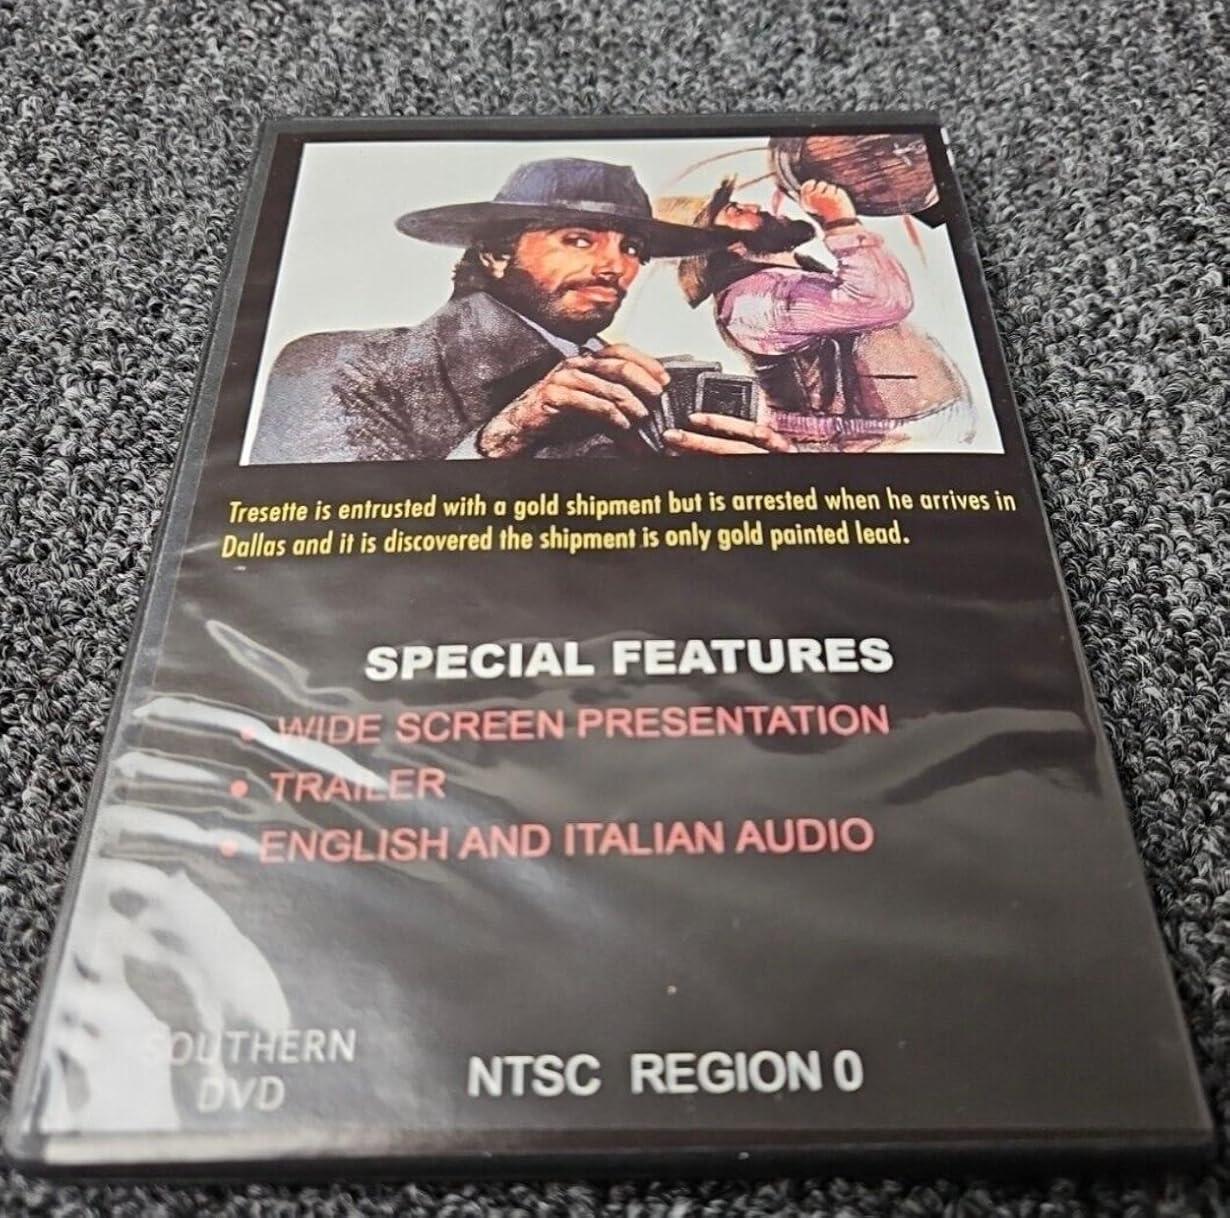 Tresette is entrusted with a gold shipment but is arrested when he arrives in
Dallas and it is discovered the shipment is only gold painted lead.
SPECIAL FEATURES
• WIDE SCREEN PRESENTATION
• TRAILER
• ENGLISH AND ITALIAN AUDIO
SOUTHERN
DVD
NTSC REGION 0